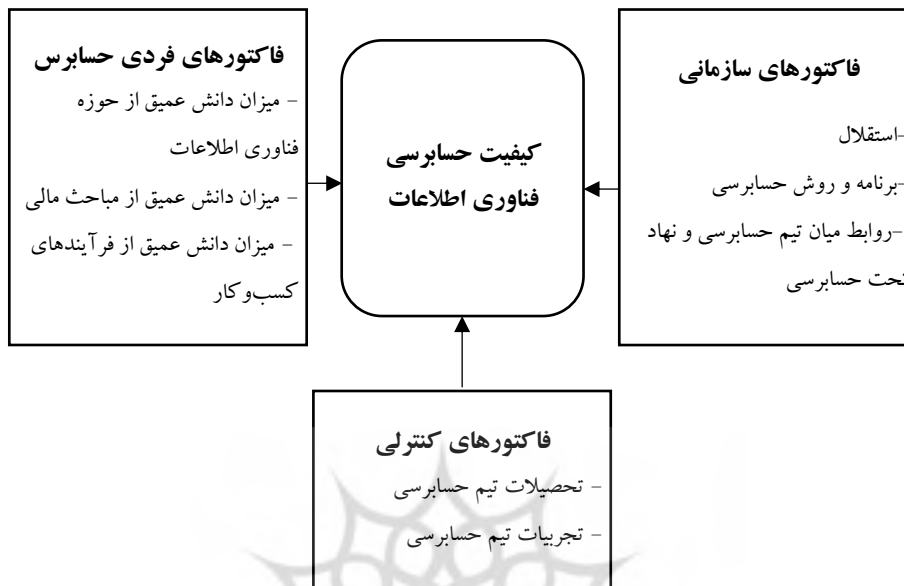 فاکتورهای سازمانی
-استقلال
-برنامه و روش حسابرسی
-روابط میان تیم حسابرسی و نهاد
تحت حسابرسی
کیفیت حسابرسی
فناوری اطلاعات
فاکتورهای فردی حسابرس
- میزان دانش عمیق از حوزه
فناوری اطلاعات
- میزان دانش عمیق از مباحث مالی
- میزان دانش عمیق از فرآیندهای
کسب‌وکار
فاکتورهای کنترلی
- تحصیلات تیم حسابرسی
- تجربیات تیم حسابرسی